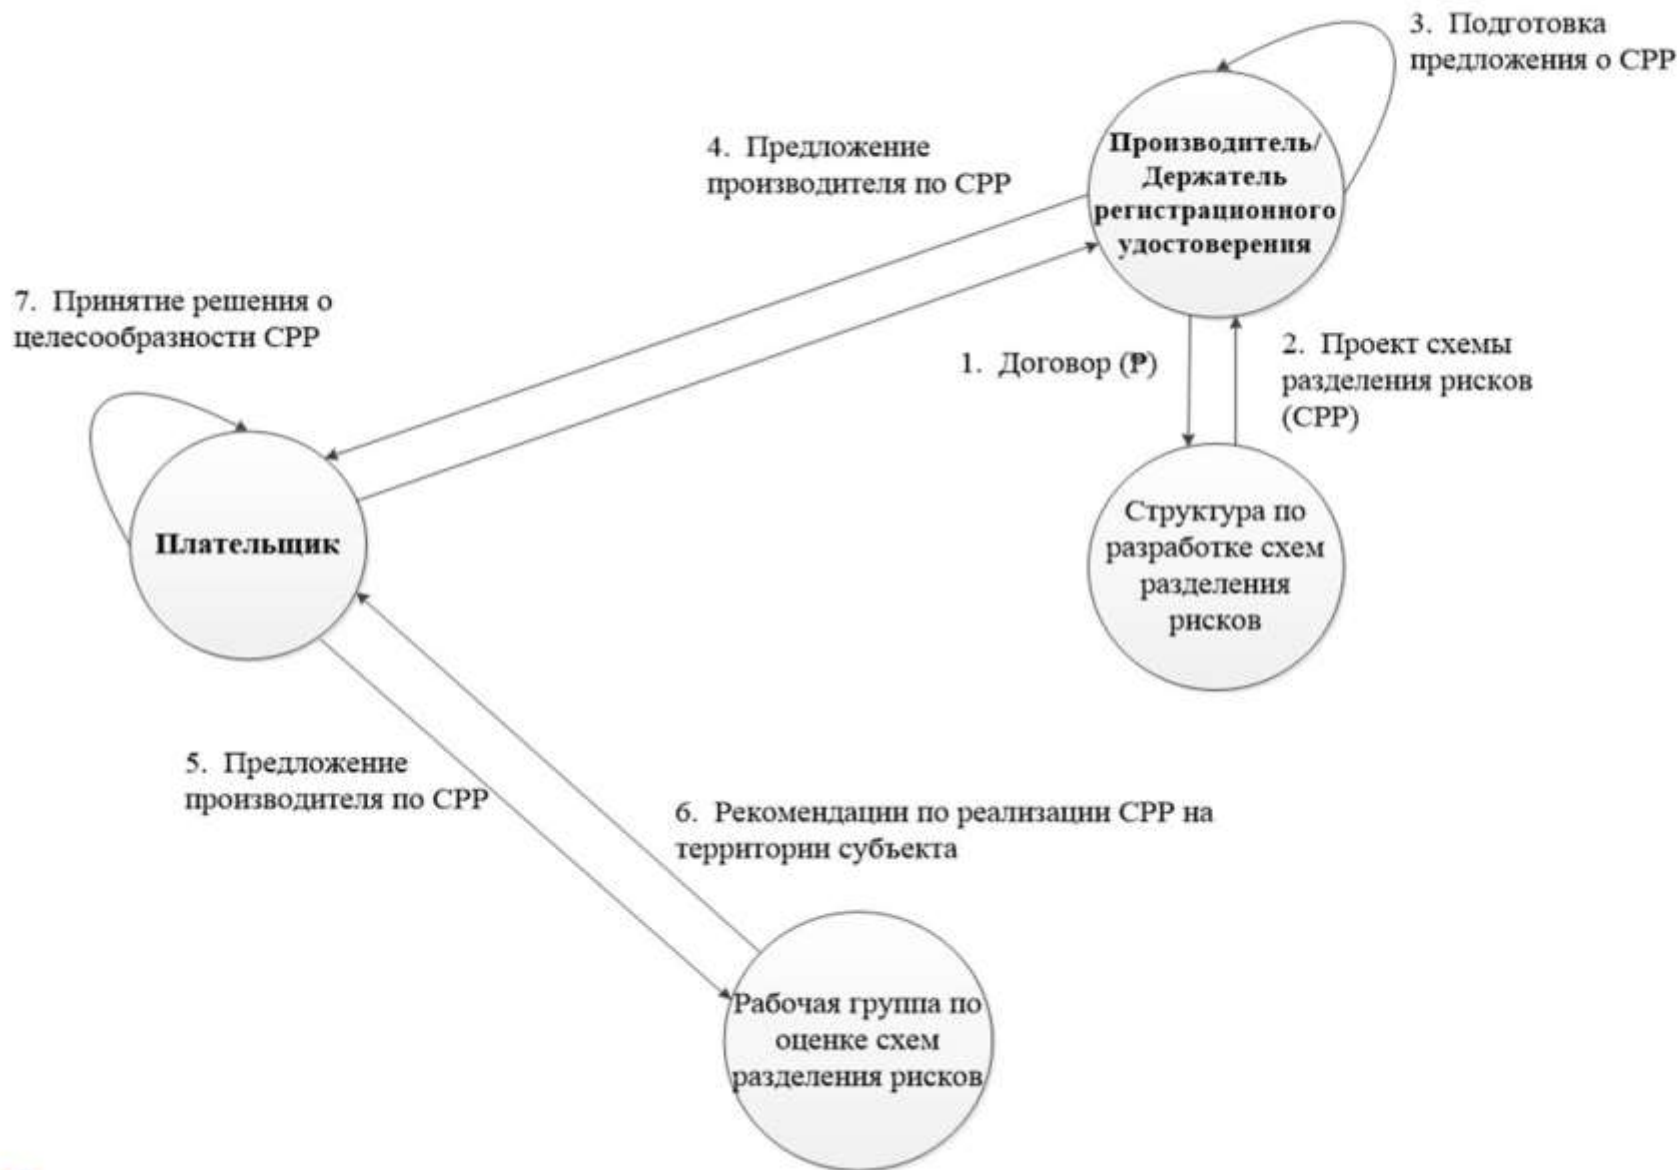 3. Подготовка
предложения о СРР
Производитель/
Держатель
регистрационного
удостоверения
4. Предложение
производителя по СРР
7. Принятие решения о
целесообразности СРР
1. Договор (₽)
2. Проект схемы
разделения рисков
(СРР)
Плательщик
Структура по
разработке схем
разделения
рисков
5. Предложение
производителя по СРР
6. Рекомендации по реализации СРР на
территории субъекта
Рабочая группа по
оценке схем
разделения рисков